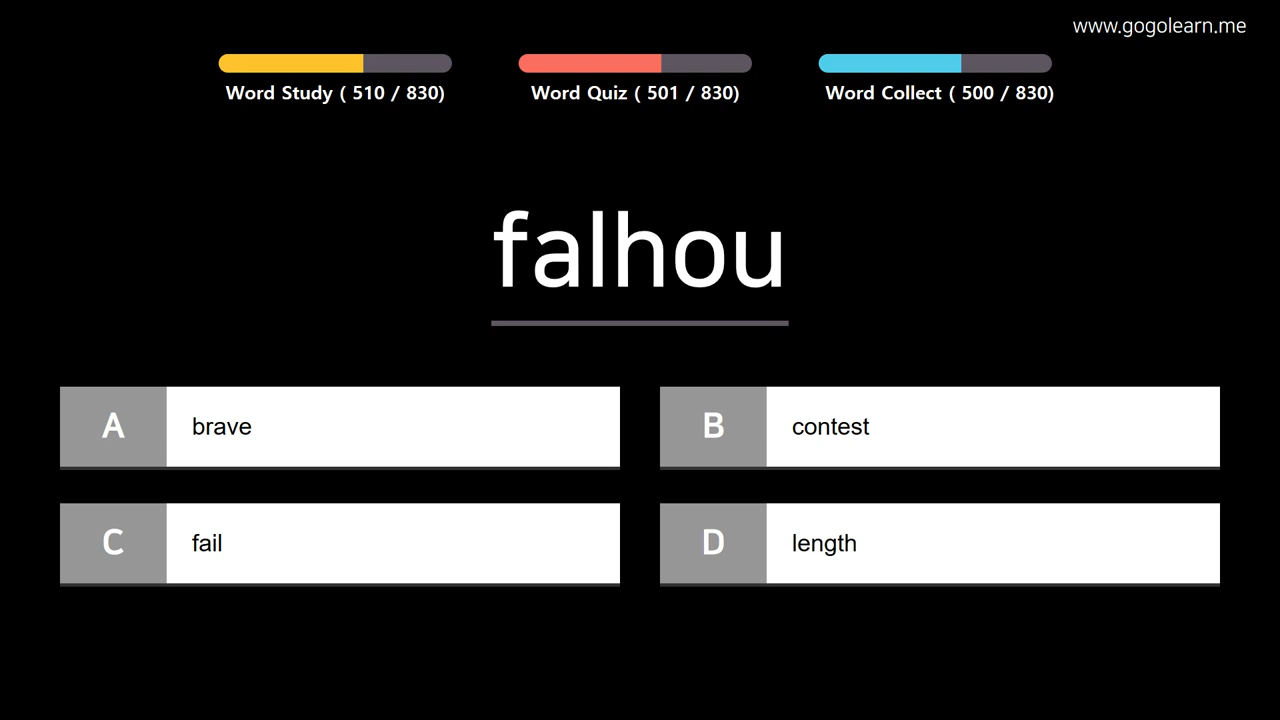 www.gogolearn.me
Word Study ( 510 / 830)
Word Quiz ( 501 / 830)
Word Collect ( 500 / 830)
falhou
A brave
B contest
C fail
D length